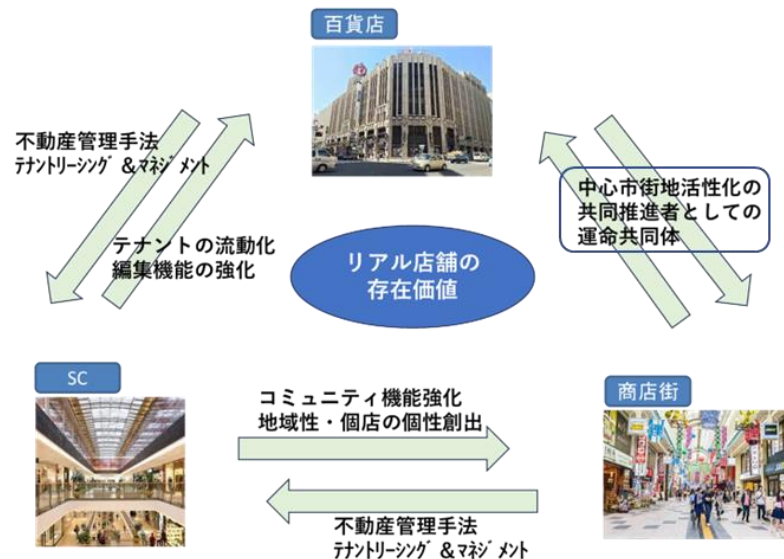 百貨店
不動産管理手法
ﾃﾅﾝﾄﾘｰｼﾝｸﾞ &ﾏﾈｼﾞﾒﾝﾄ
テナントの流動化
編集機能の強化
中心市街地活性化の
共同推進者としての
運命共同体
リアル店舗の
存在価値
SC
コミュニティ機能強化
地域性・個店の個性創出
商店街
不動産管理手法
ﾃﾅﾝﾄﾘｰｼﾝｸﾞ &ﾏﾈｼﾞﾒﾝﾄ